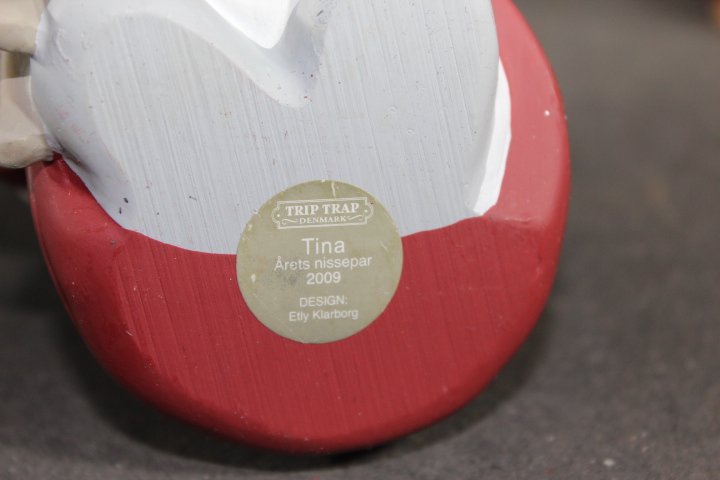 TRIP TRAP
DENMARK
Tina
Årets nissepar
2009
DESIGN:
Etly Klarborg